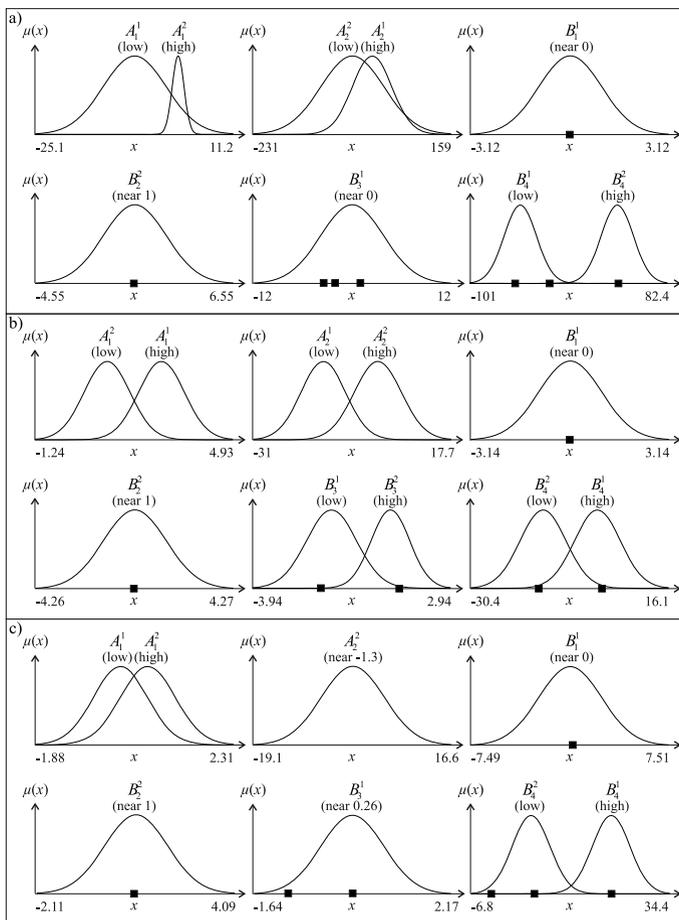 a)
μ(x) A₁¹ A₁² μ(x) A₂² A₂¹ μ(x) B₁¹
(low) (high) (low) (high) (near 0)
-25.1 x 11.2 -231 x 159 -3.12 x 3.12
μ(x) B₂² μ(x) B₃¹ μ(x) B₄¹ B₄²
(near 1) (near 0) (low) (high)
-4.55 x 6.55 -12 x 12 -101 x 82.4
b)
μ(x) A₁² A₁¹ μ(x) A₂¹ A₂² μ(x) B₁¹
(low) (high) (low) (high) (near 0)
-1.24 x 4.93 -31 x 17.7 -3.14 x 3.14
μ(x) B₂² μ(x) B₃¹ B₃² μ(x) B₄² B₄¹
(near 1) (low) (high) (low) (high)
-4.26 x 4.27 -3.94 x 2.94 -30.4 x 16.1
c)
μ(x) A₁¹ A₁² μ(x) A₂² μ(x) B₁¹
(low) (high) (near -1.3) (near 0)
-1.88 x 2.31 -19.1 x 16.6 -7.49 x 7.51
μ(x) B₂² μ(x) B₃¹ μ(x) B₄² B₄¹
(near 1) (near 0.26) (low) (high)
-2.11 x 4.09 -1.64 x 2.17 -6.8 x 34.4